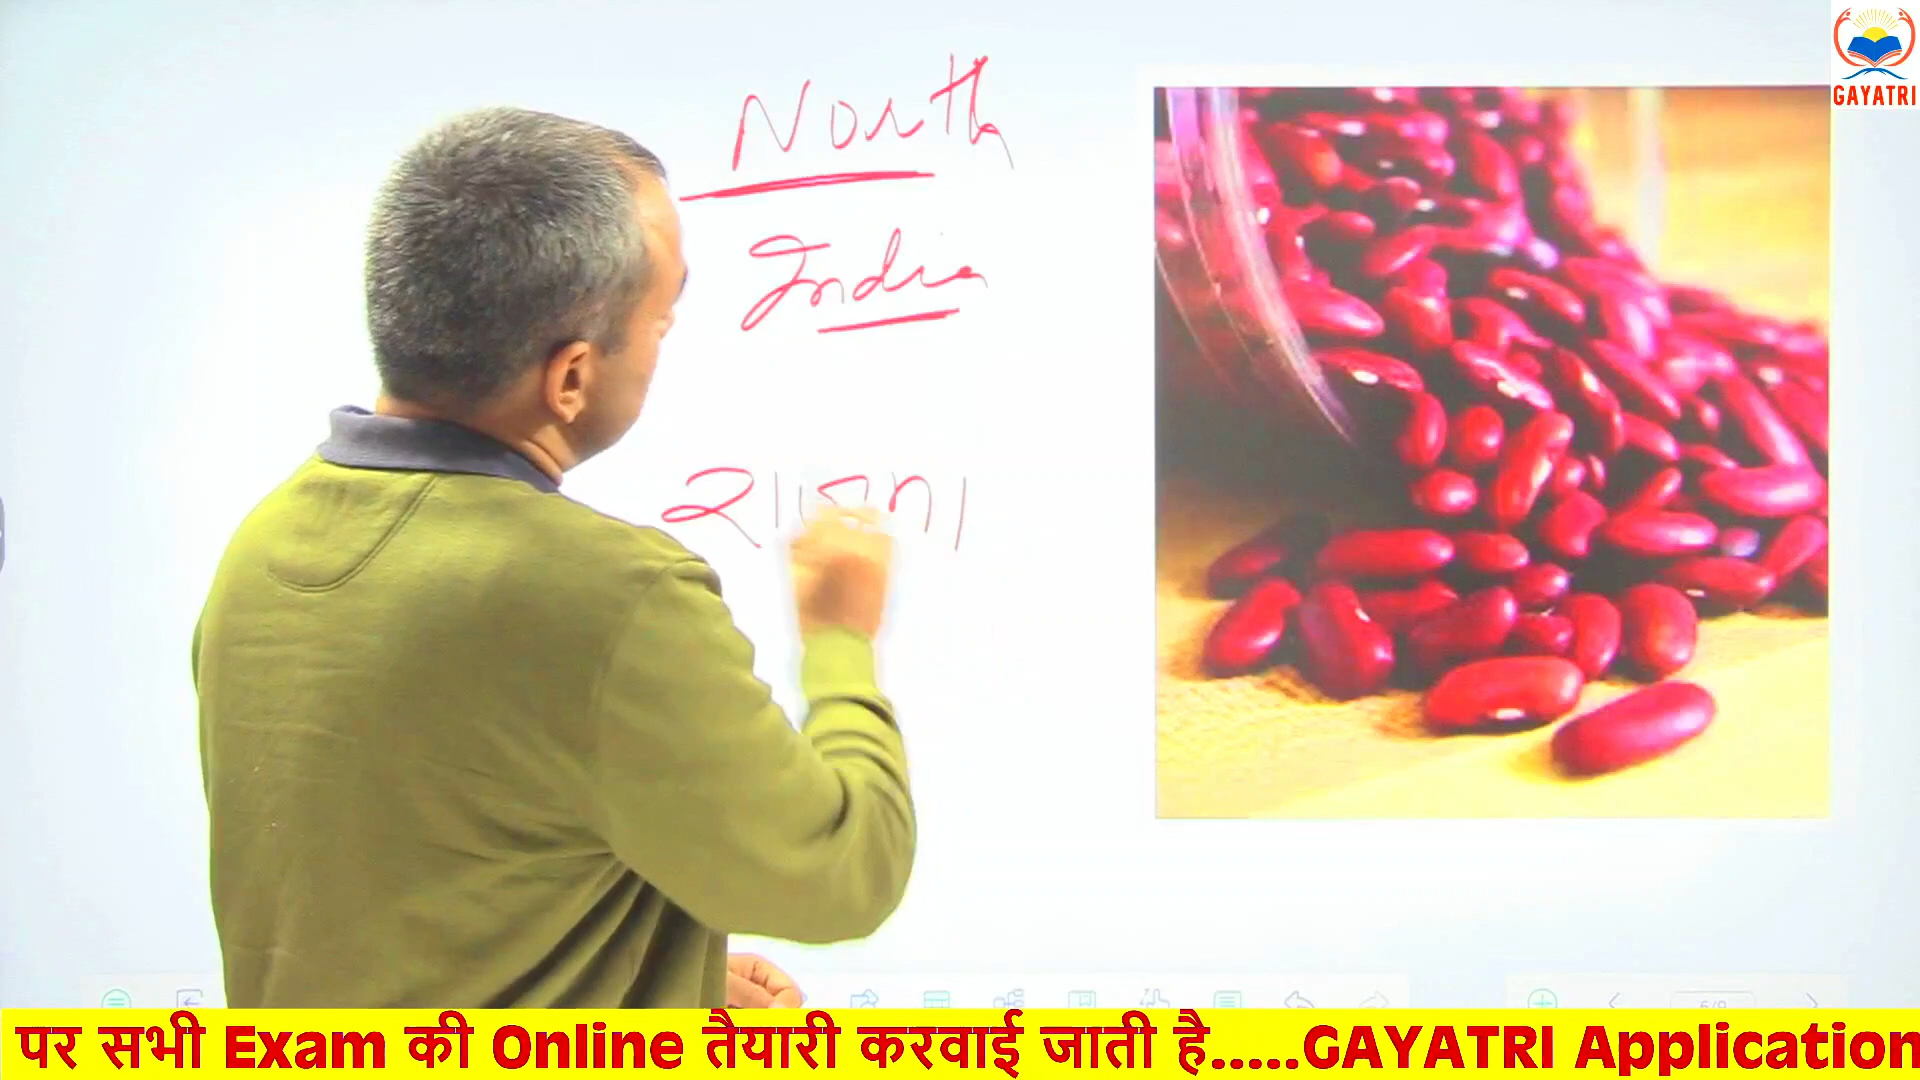 North
India
GAYATRI
पर सभी Exam की Online तैयारी करवाई जाती है.....GAYATRI Application